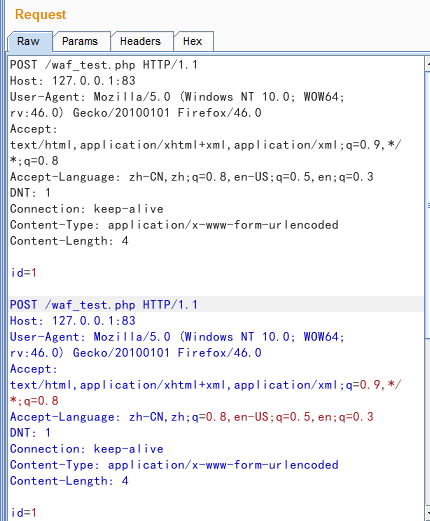 Request
Raw Params Headers Hex
POST /waf_test.php HTTP/1.1
Host: 127.0.0.1:83
User-Agent: Mozilla/5.0 (Windows NT 10.0; WOW64;
rv:46.0) Gecko/20100101 Firefox/46.0
Accept:
text/html,application/xhtml+xml,application/xml;q=0.9,*/
*;q=0.8
Accept-Language: zh-CN,zh;q=0.8,en-US;q=0.5,en;q=0.3
DNT: 1
Connection: keep-alive
Content-Type: application/x-www-form-urlencoded
Content-Length: 4

id=1

POST /waf_test.php HTTP/1.1
Host: 127.0.0.1:83
User-Agent: Mozilla/5.0 (Windows NT 10.0; WOW64;
rv:46.0) Gecko/20100101 Firefox/46.0
Accept:
text/html,application/xhtml+xml,application/xml;q=0.9,*/
*;q=0.8
Accept-Language: zh-CN,zh;q=0.8,en-US;q=0.5,en;q=0.3
DNT: 1
Connection: keep-alive
Content-Type: application/x-www-form-urlencoded
Content-Length: 4

id=1